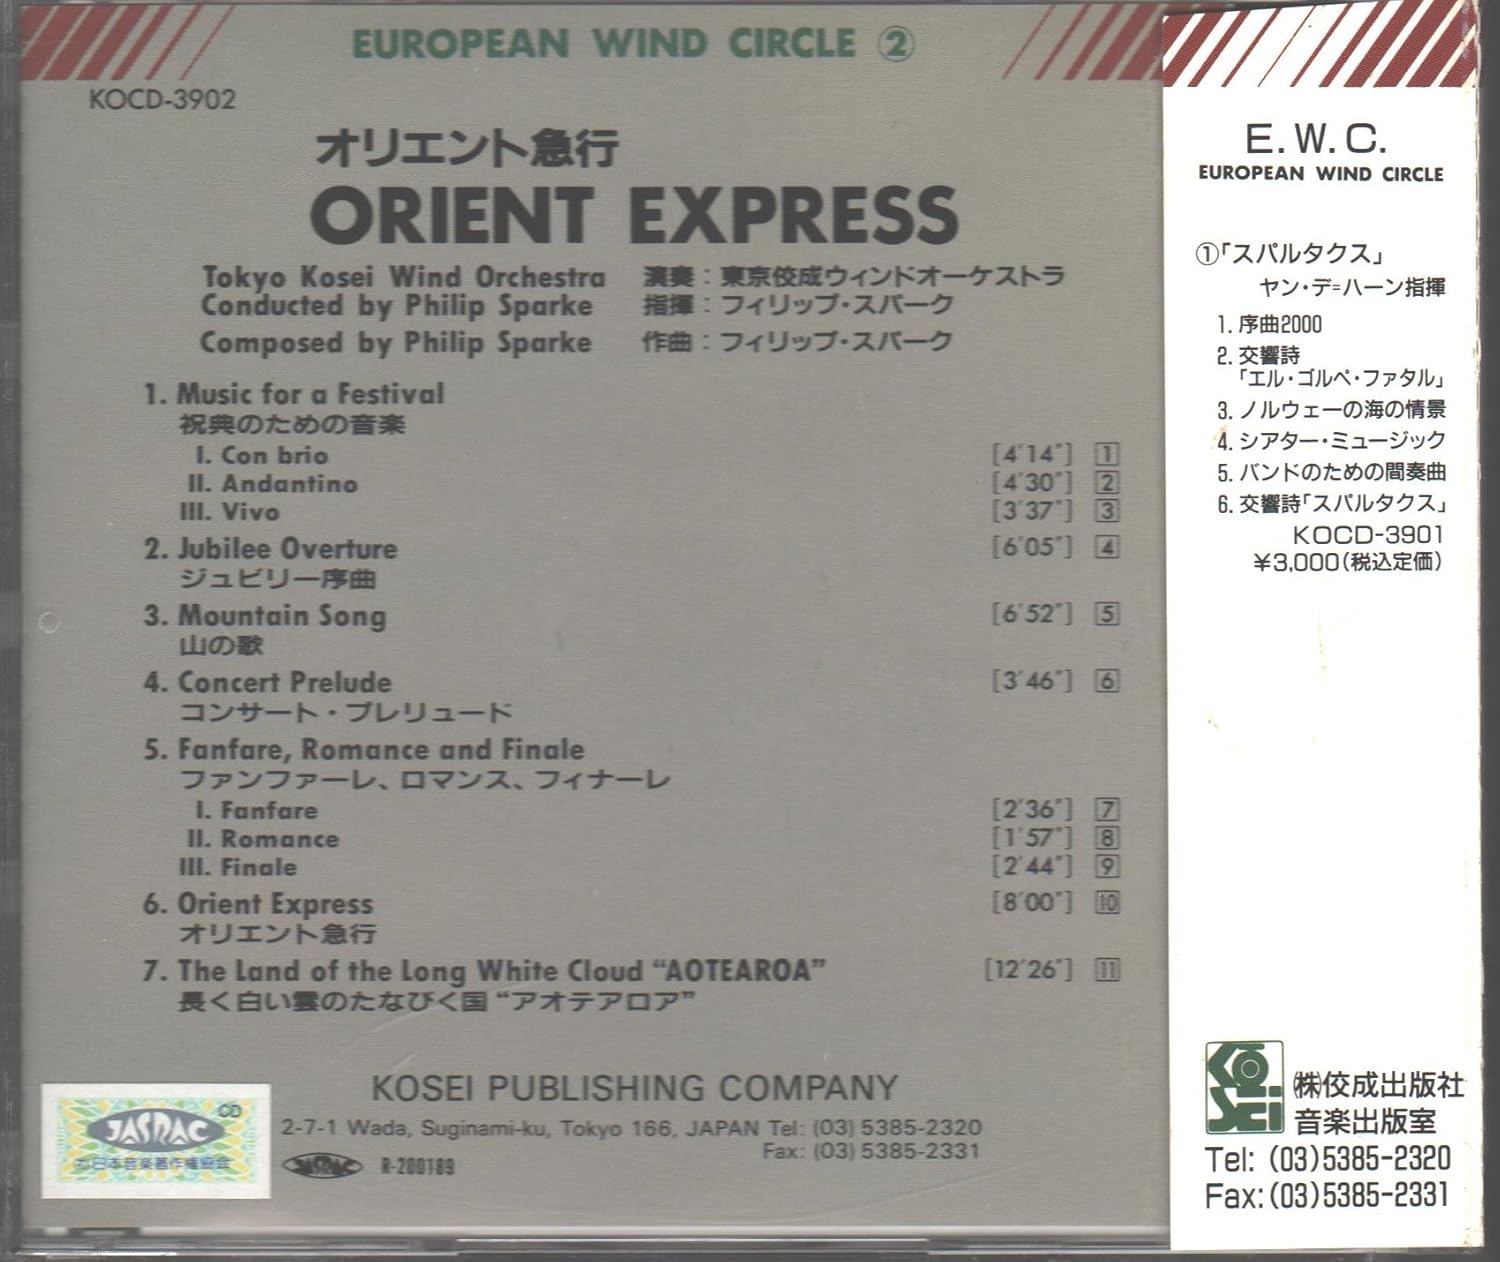 EUROPEAN WIND CIRCLE ②
KOCD-3902
オリエント急行
ORIENT EXPRESS
Tokyo Kosei Wind Orchestra 演奏：東京佼成ウィンドオーケストラ
Conducted by Philip Sparke 指揮：フィリップ・スパーク
Composed by Philip Sparke 作曲：フィリップ・スパーク
1. Music for a Festival
祝典のための音楽
I. Con brio [4'14"] 1
II. Andantino [4'30"] 2
III. Vivo [3'37"] 3
2. Jubilee Overture [6'05"] 4
ジュビリー序曲
3. Mountain Song [6'52"] 5
山の歌
4. Concert Prelude [3'46"] 6
コンサート・プレリュード
5. Fanfare, Romance and Finale
ファンファーレ、ロマンス、フィナーレ
I. Fanfare [2'36"] 7
II. Romance [1'57"] 8
III. Finale [2'44"] 9
6. Orient Express [8'00"] 10
オリエント急行
7. The Land of the Long White Cloud “AOTEAROA” [12'26"] 11
長く白い雲のたなびく国“アオテアロア”
KOSEI PUBLISHING COMPANY
2-7-1 Wada, Suginami-ku, Tokyo 166, JAPAN Tel: (03) 5385-2320
Fax: (03) 5385-2331
JASRAC R-200189
CD
JASRAC
日本音楽著作権協会
E. W. C.
EUROPEAN WIND CIRCLE
①「スパルタクス」
ヤン・デ=ハーン指揮
1. 序曲2000
2. 交響詩
「エル・ゴルペ・ファタル」
3. ノルウェーの海の情景
4. シアター・ミュージック
5. バンドのための間奏曲
6. 交響詩「スパルタクス」
KOCD-3901
¥3,000(税込定価)
KOSEI
㈱佼成出版社
音楽出版室
Tel: (03)5385-2320
Fax:(03)5385-2331